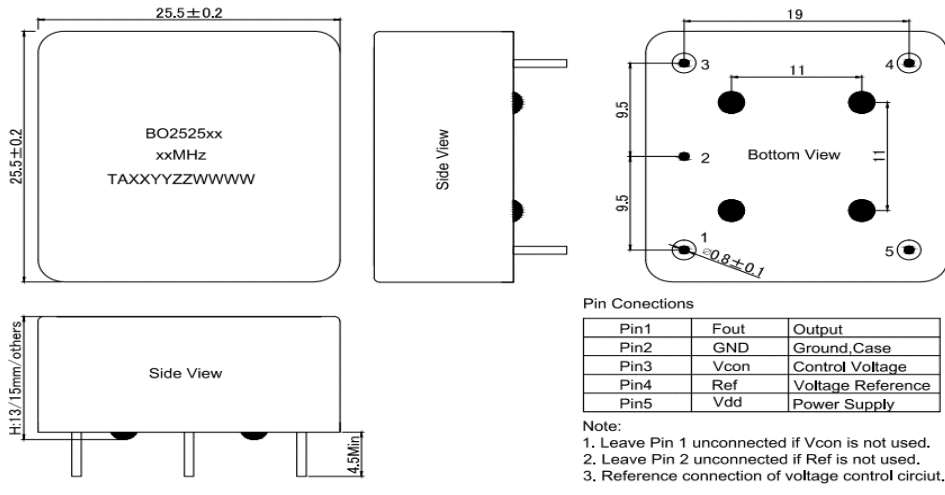 25.5±0.2
25.5±0.2
BO2525xx
xxMHz
TAXXYYZZWWWW
Side View
19
3
4
11
9.5
2
Bottom View
11
9.5
1
5
⌀0.8±0.1
H:13/15mm/others
Side View
4.5Min
Pin Conections
Pin1 Fout Output
Pin2 GND Ground,Case
Pin3 Vcon Control Voltage
Pin4 Ref Voltage Reference
Pin5 Vdd Power Supply
Note:
1. Leave Pin 1 unconnected if Vcon is not used.
2. Leave Pin 2 unconnected if Ref is not used.
3. Reference connection of voltage control circiut.